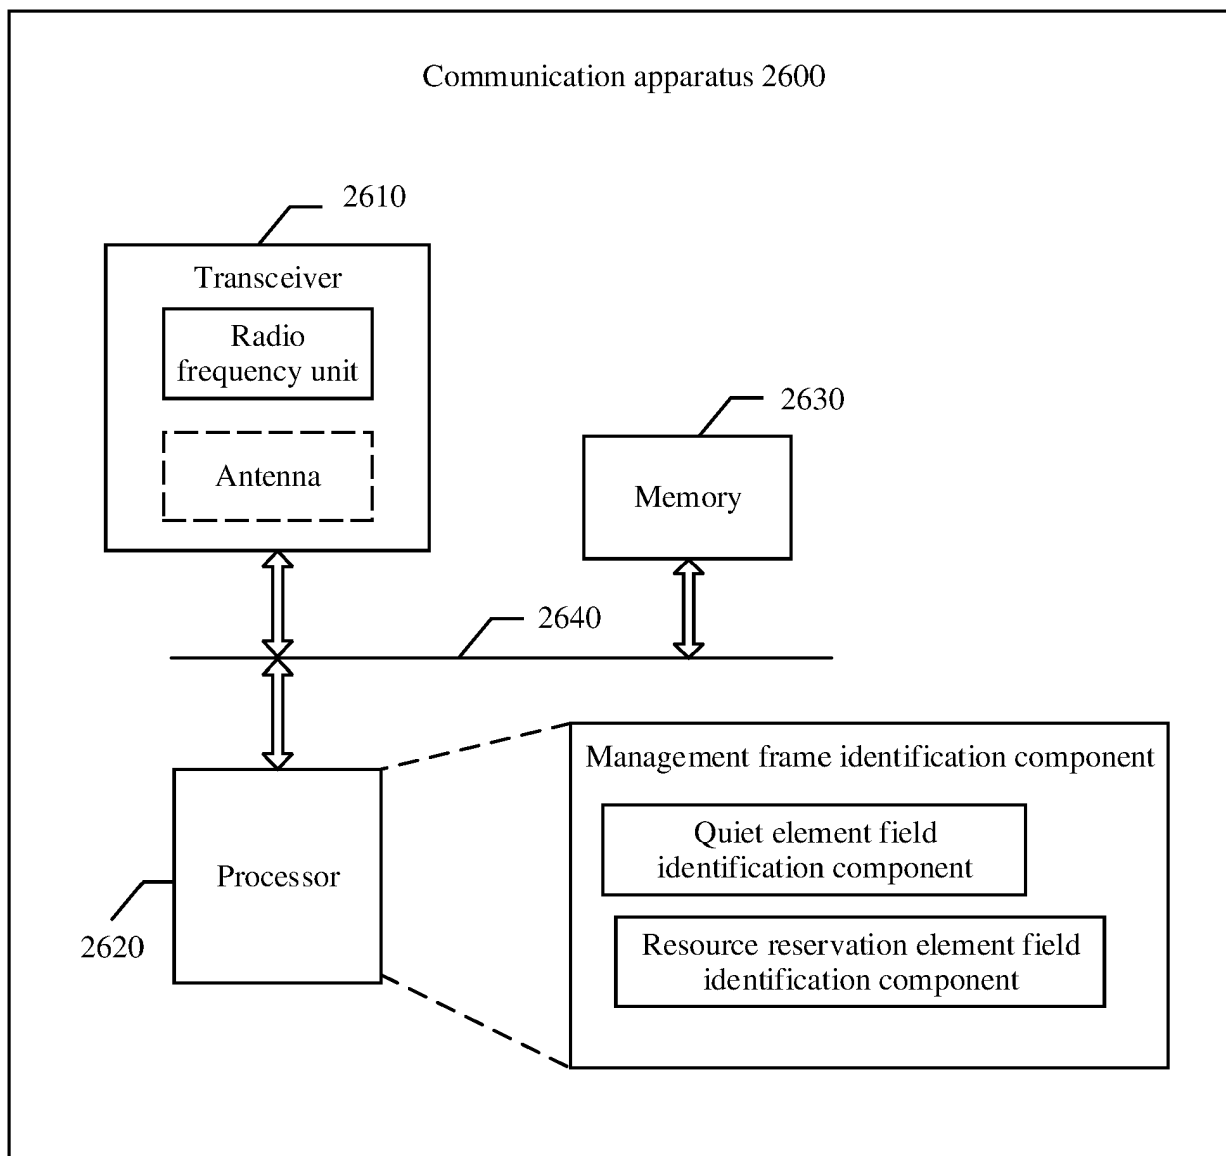 Communication apparatus 2600
2610
Transceiver
Radio
frequency unit
Antenna
2630
Memory
2640
Management frame identification component
Quiet element field
identification component
Processor
Resource reservation element field
identification component
2620